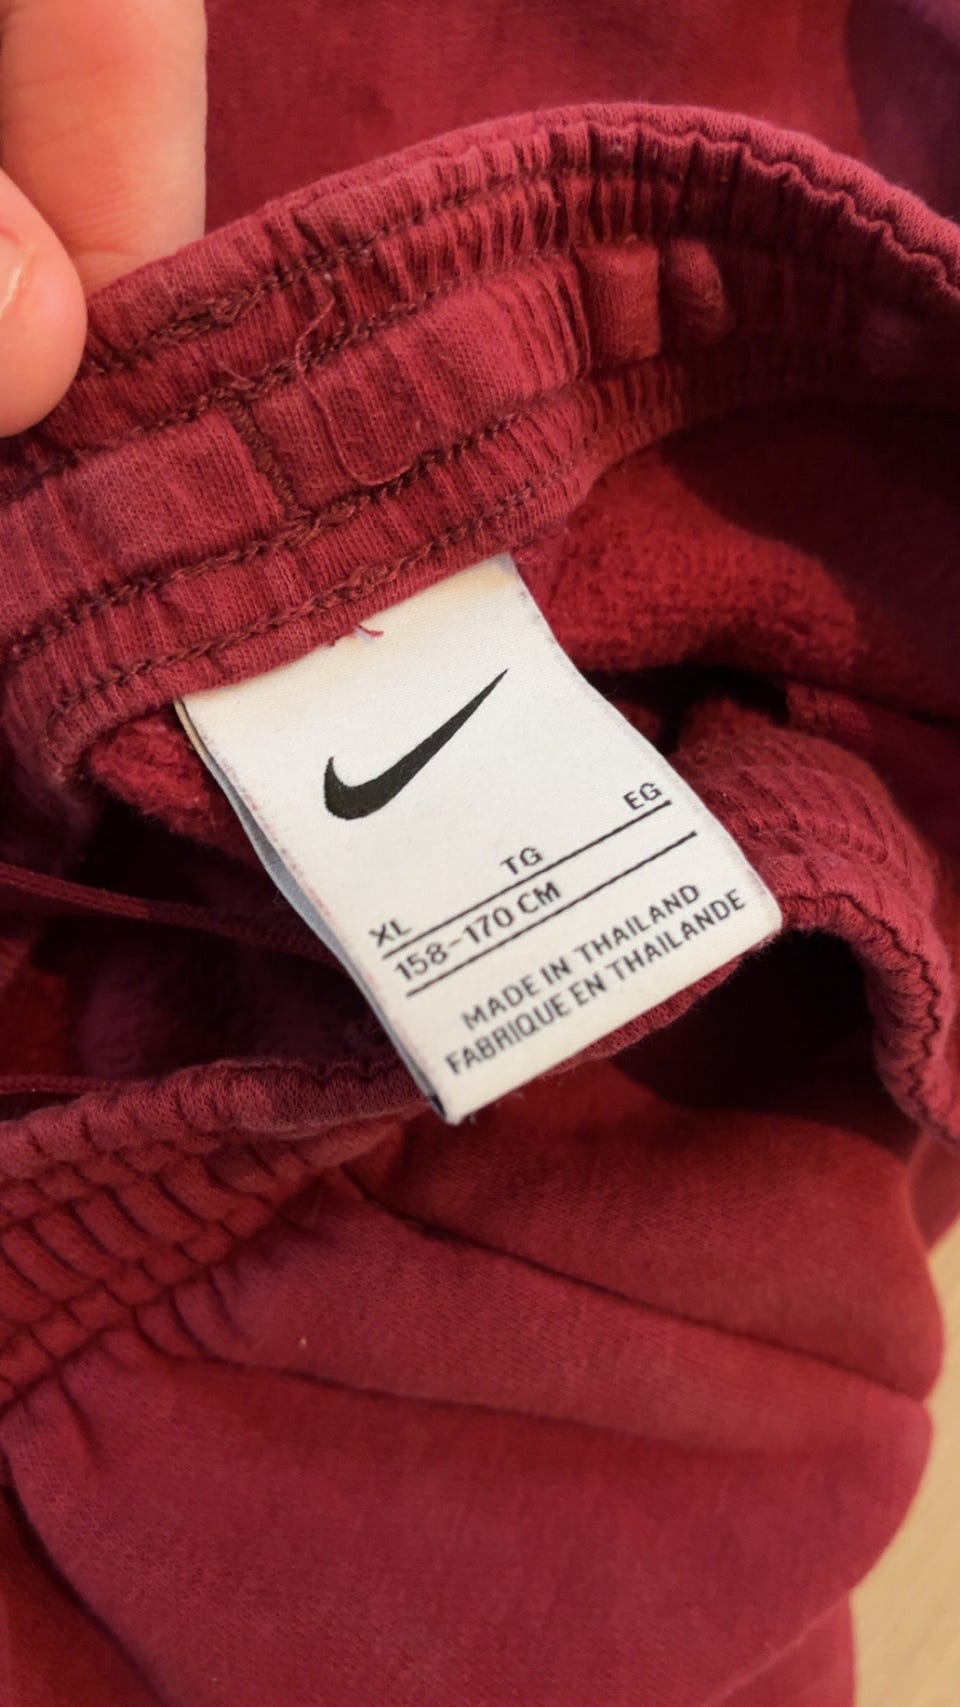 XL TG EG
158-170 CM
MADE IN THAILAND
FABRIQUE EN THAILANDE